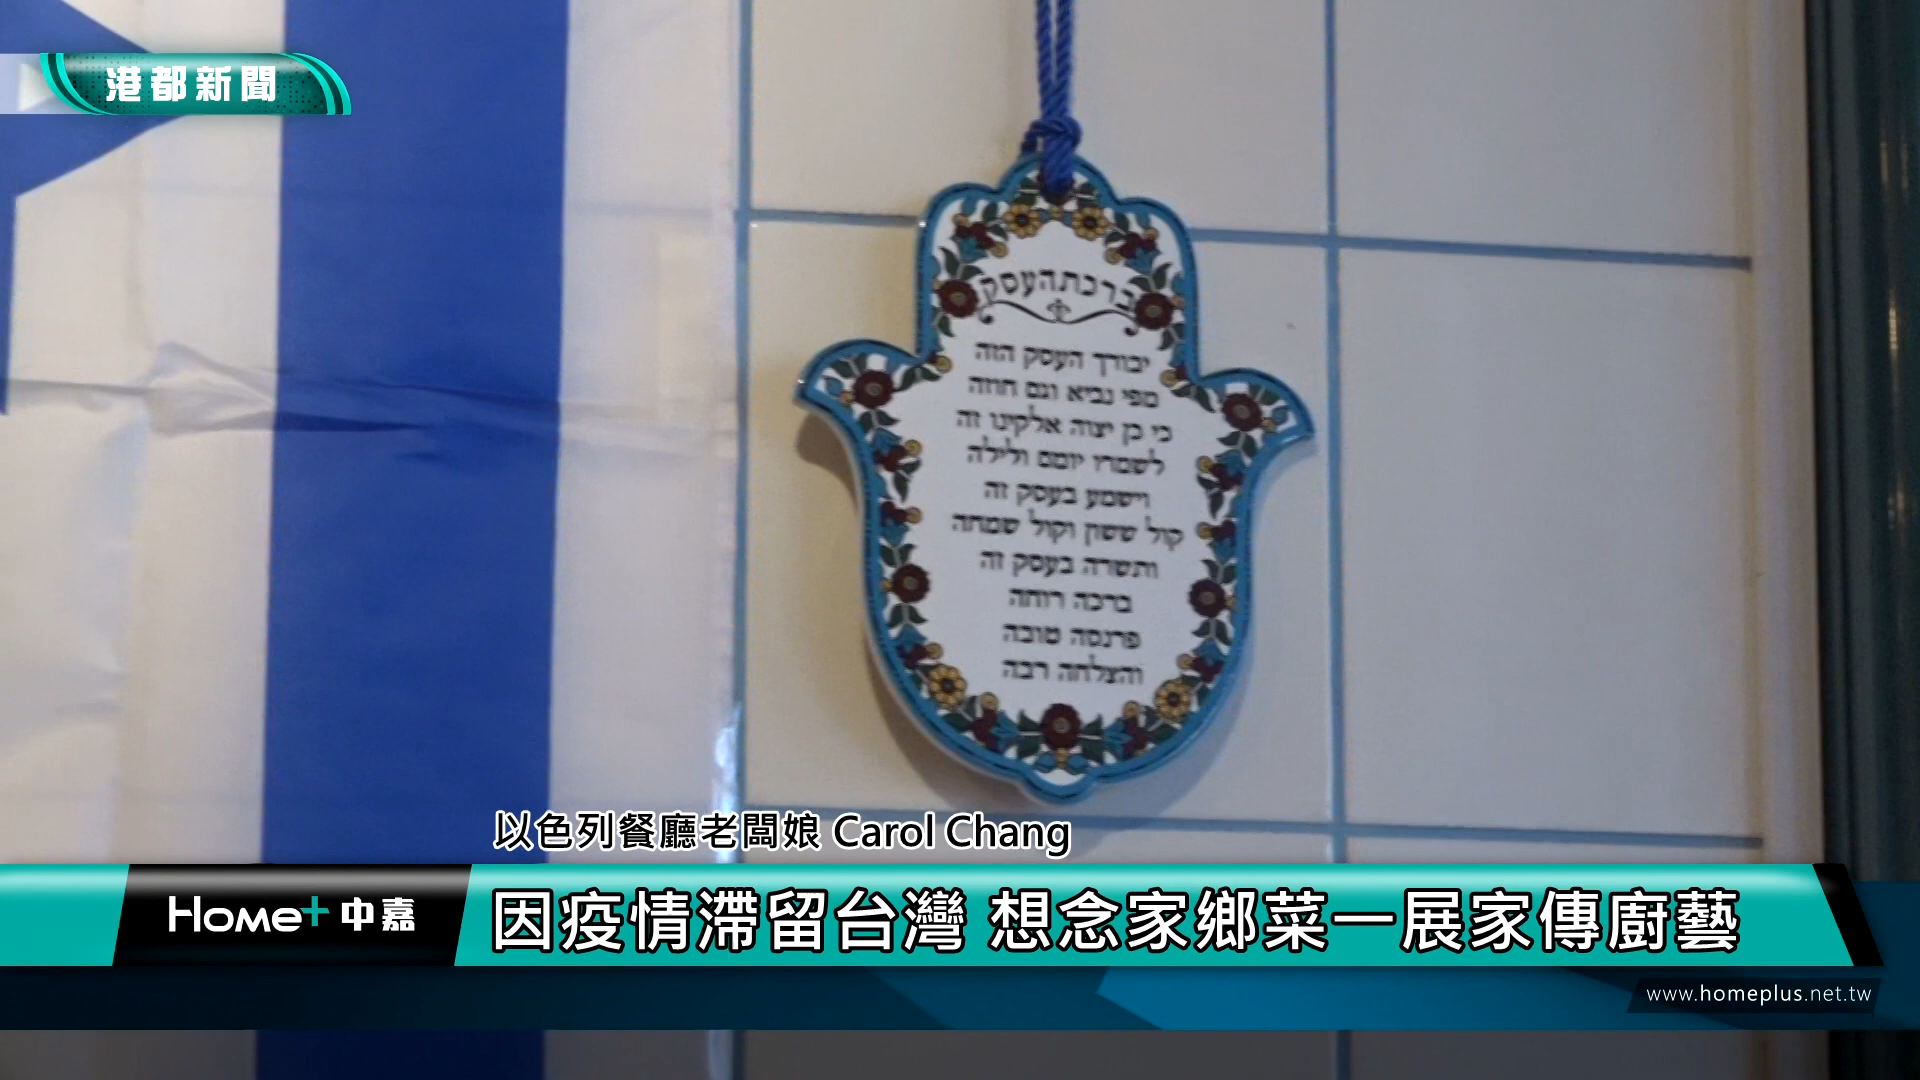 港都新聞
ברכת העסק
יבורך העסק הזה
מפי נביא וגם חוזה
כי כן יצוה אלקינו זה
לשמרו יומם ולילה
וישמע בעסק זה
קול ששון וקול שמחה
ותשרה בעסק זה
ברכה רוחה
פרנסה טובה
והצלחה רבה
以色列餐廳老闆娘 Carol Chang
Home+ 中嘉
因疫情滯留台灣 想念家鄉菜一展家傳廚藝
www.homeplus.net.tw